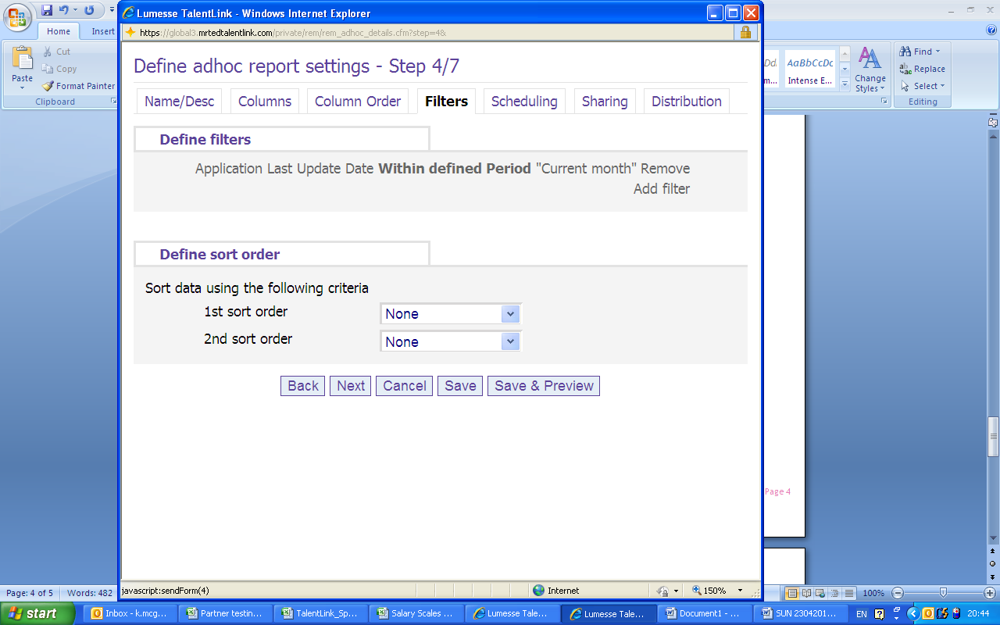 Lumesse TalentLink - Windows Internet Explorer
https://global3.mrtedtalentlink.com/private/rem/rem_adhoc_details.cfm?step=4&
Home
Insert
Cut
Copy
Format Painter
Paste
Clipboard
AaBbCcDc
Intense E...
Change Styles
Find
Replace
Select
Editing
Define adhoc report settings - Step 4/7
Name/Desc Columns Column Order Filters Scheduling Sharing Distribution
Define filters
Application Last Update Date Within defined Period "Current month" Remove
Add filter
Define sort order
Sort data using the following criteria
1st sort order None
2nd sort order None
Back Next Cancel Save Save & Preview
Page 4
javascript:sendForm(4)
Internet
150%
Page: 4 of 5 Words: 482
100%
start
Inbox - k.mcg...
Partner testin...
TalentLink_Sp...
Salary Scales ...
Lumesse Tale...
Lumesse Tale...
Document1 - ...
SUN 2304201...
EN
20:44